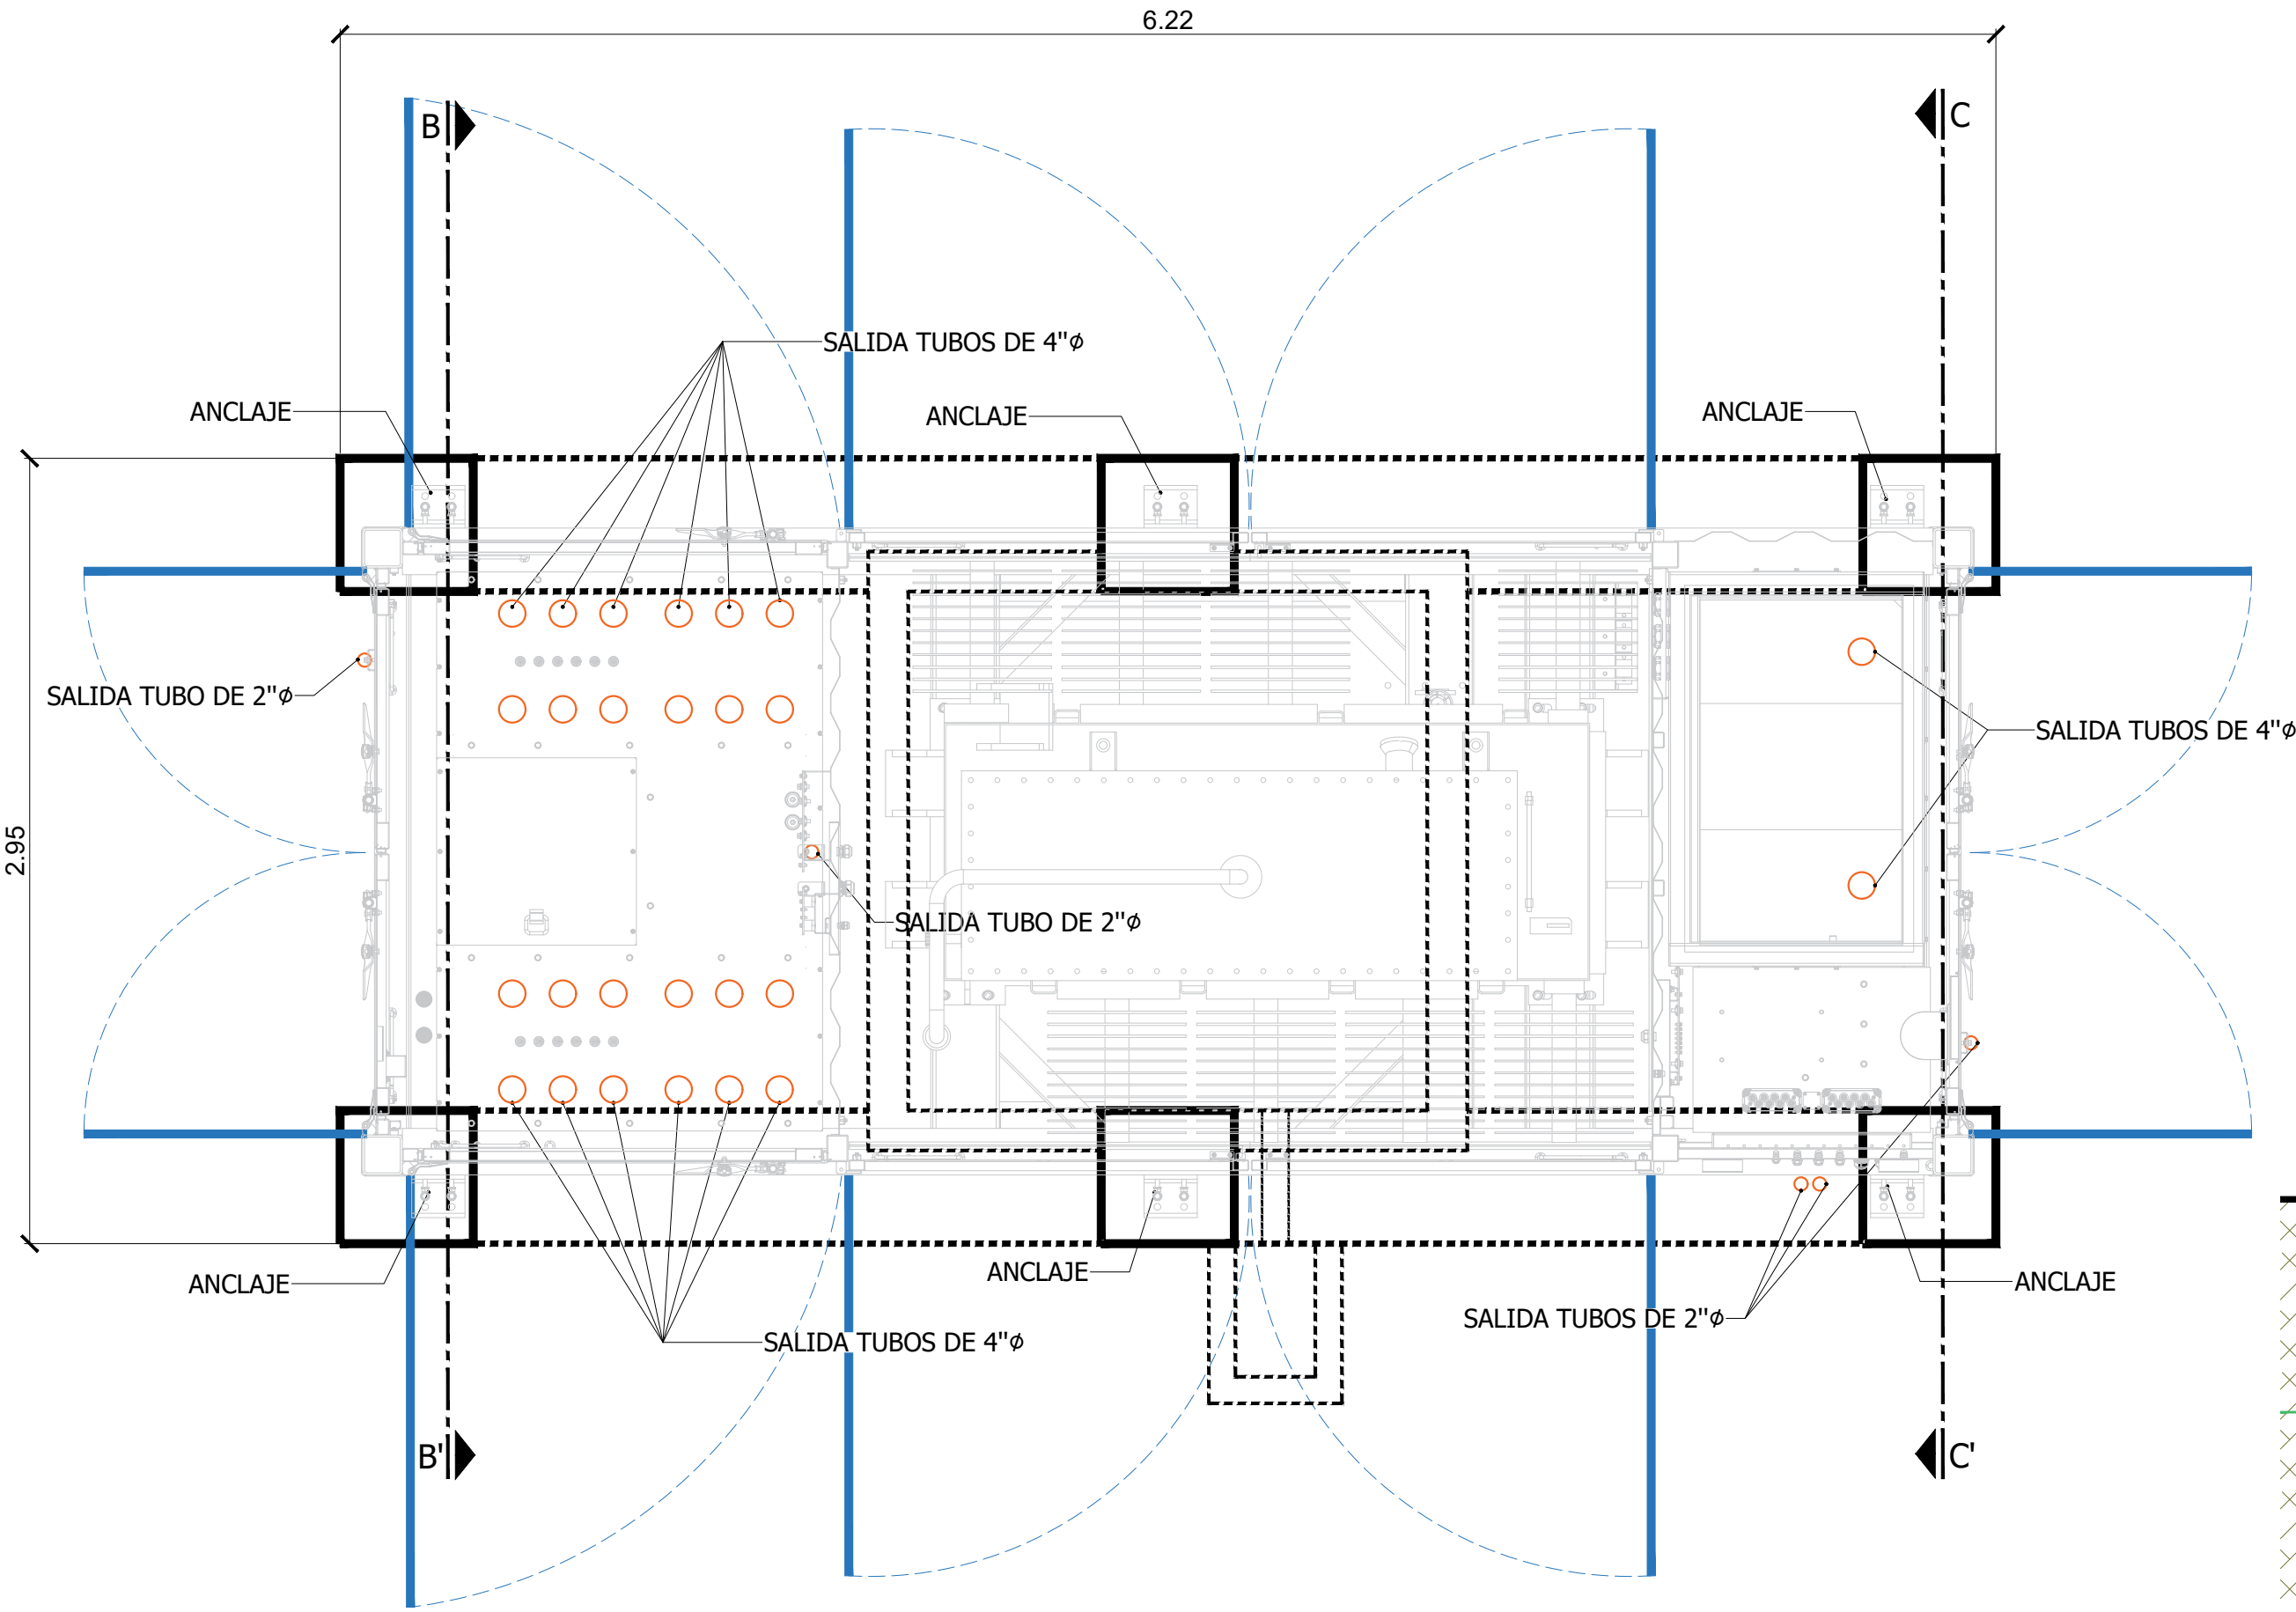 6.22
B
C
SALIDA TUBOS DE 4"ø
ANCLAJE
ANCLAJE
ANCLAJE
SALIDA TUBO DE 2"ø
SALIDA TUBOS DE 4"ø
2.95
SALIDA TUBO DE 2"ø
ANCLAJE
ANCLAJE
ANCLAJE
SALIDA TUBOS DE 2"ø
SALIDA TUBOS DE 4"ø
B'
C'